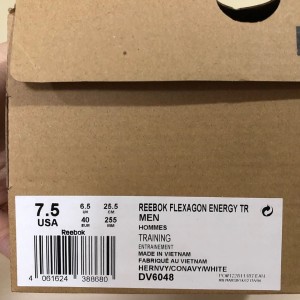 7.5
USA
6.5
UK
25.5
CM
40
EUR
255
MM
Reebok
4 061624 388680
REEBOK FLEXAGON ENERGY TR
MEN
HOMMES
TRAINING
ENTRAINEMENT
MADE IN VIETNAM
FABRIQUÉ AU VIETNAM
HERNVY/CONAVY/WHITE
DV6048